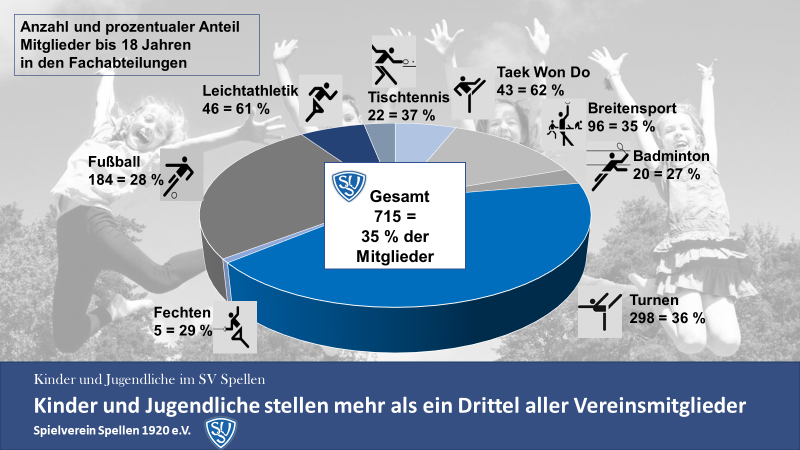 Anzahl und prozentualer Anteil
Mitglieder bis 18 Jahren
in den Fachabteilungen
Leichtathletik
46 = 61 %
Tischtennis
22 = 37 %
Taek Won Do
43 = 62 %
Breitensport
96 = 35 %
Badminton
20 = 27 %
Fußball
184 = 28 %
SVS
Gesamt
715 =
35 % der
Mitglieder
Fechten
5 = 29 %
Turnen
298 = 36 %
Kinder und Jugendliche im SV Spellen
Kinder und Jugendliche stellen mehr als ein Drittel aller Vereinsmitglieder
Spielverein Spellen 1920 e.V.
SVS